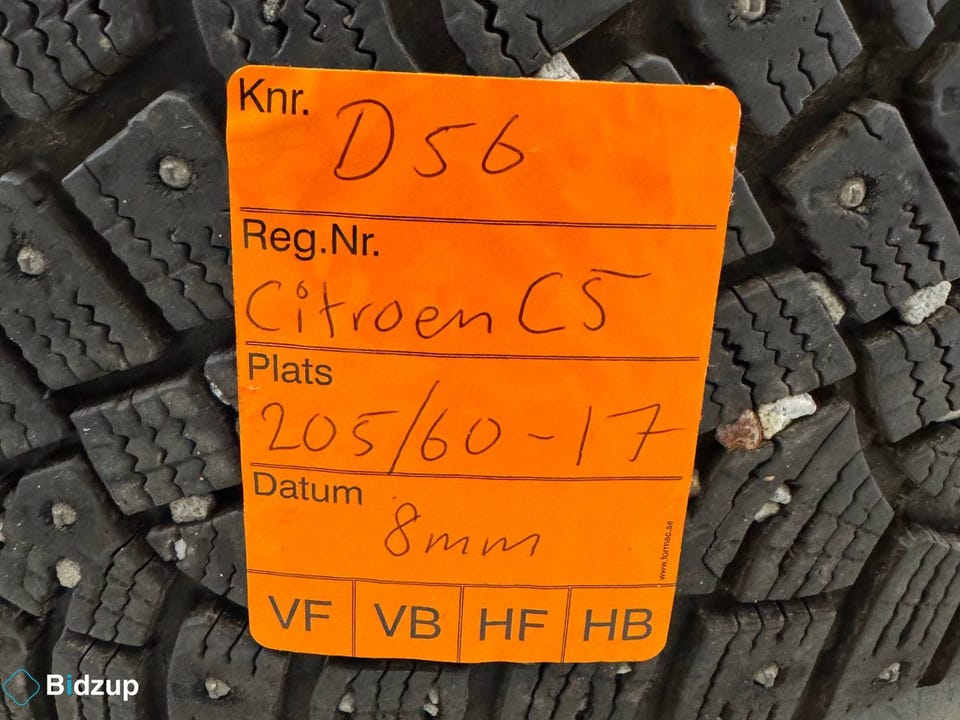 Knr.
D56
Reg.Nr.
Citroen C5
Plats
205/60-17
Datum
8mm
www.formac.se
VF VB HF HB
Bidzup